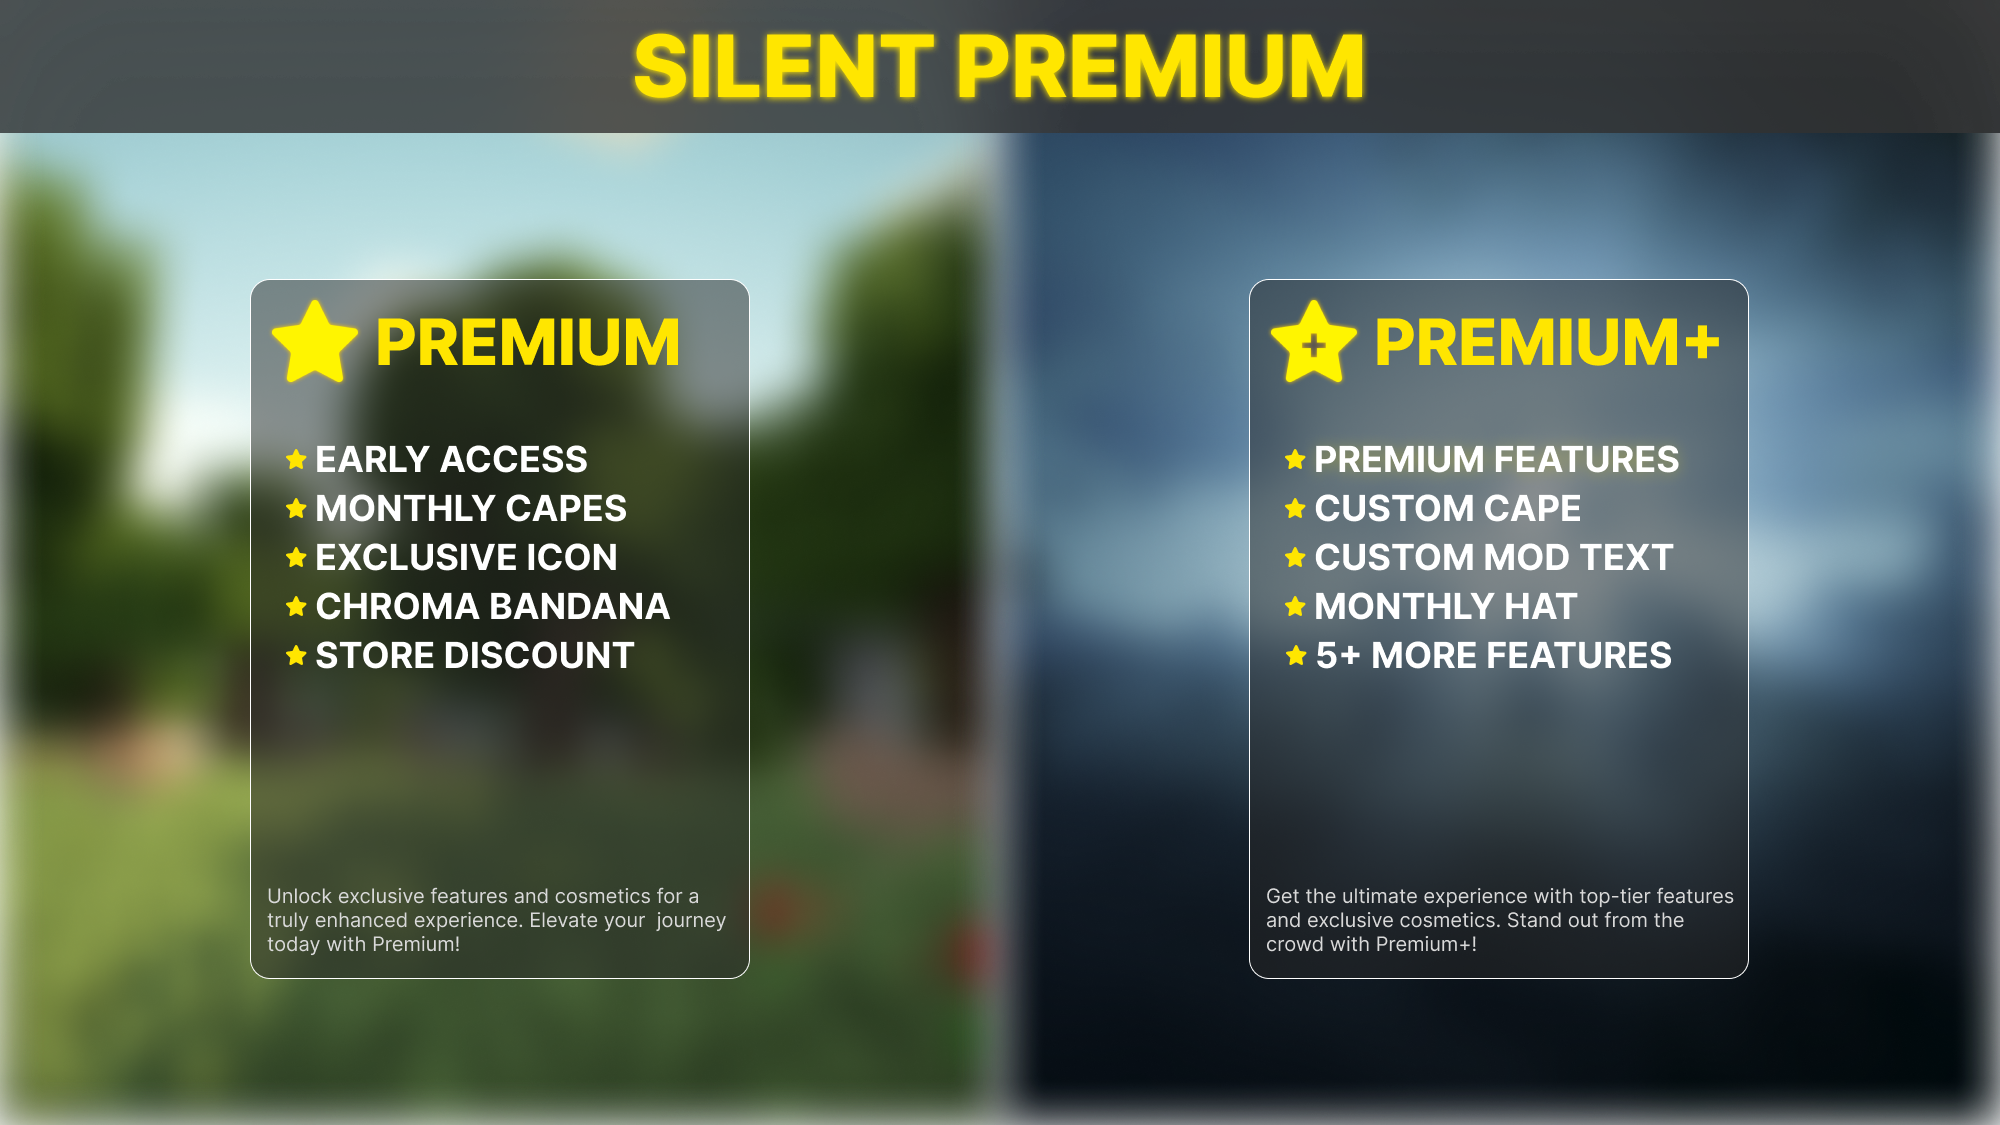 SILENT PREMIUM
PREMIUM
EARLY ACCESS
MONTHLY CAPES
EXCLUSIVE ICON
CHROMA BANDANA
STORE DISCOUNT
Unlock exclusive features and cosmetics for a
truly enhanced experience. Elevate your  journey
today with Premium!
+ PREMIUM+
PREMIUM FEATURES
CUSTOM CAPE
CUSTOM MOD TEXT
MONTHLY HAT
5+ MORE FEATURES
Get the ultimate experience with top-tier features
and exclusive cosmetics. Stand out from the
crowd with Premium+!